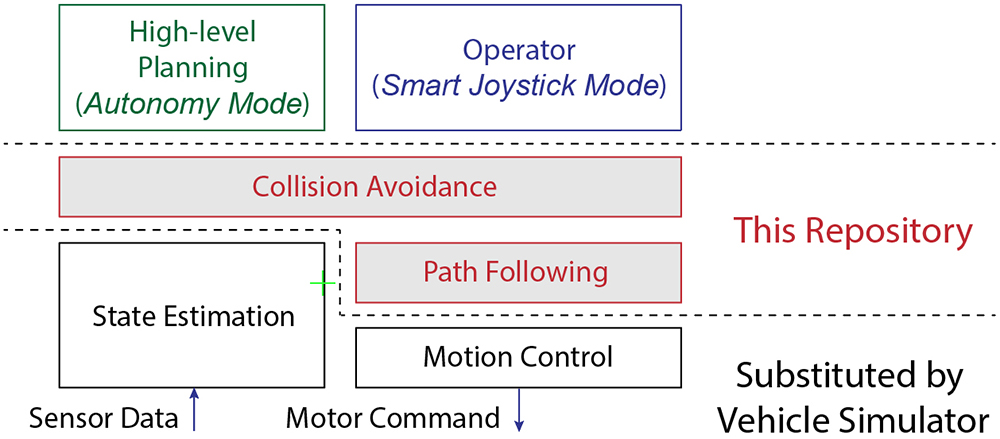 High-level
Planning
(Autonomy Mode)
Operator
(Smart Joystick Mode)
Collision Avoidance
This Repository
Path Following
State Estimation
Motion Control
Substituted by
Vehicle Simulator
Sensor Data
Motor Command